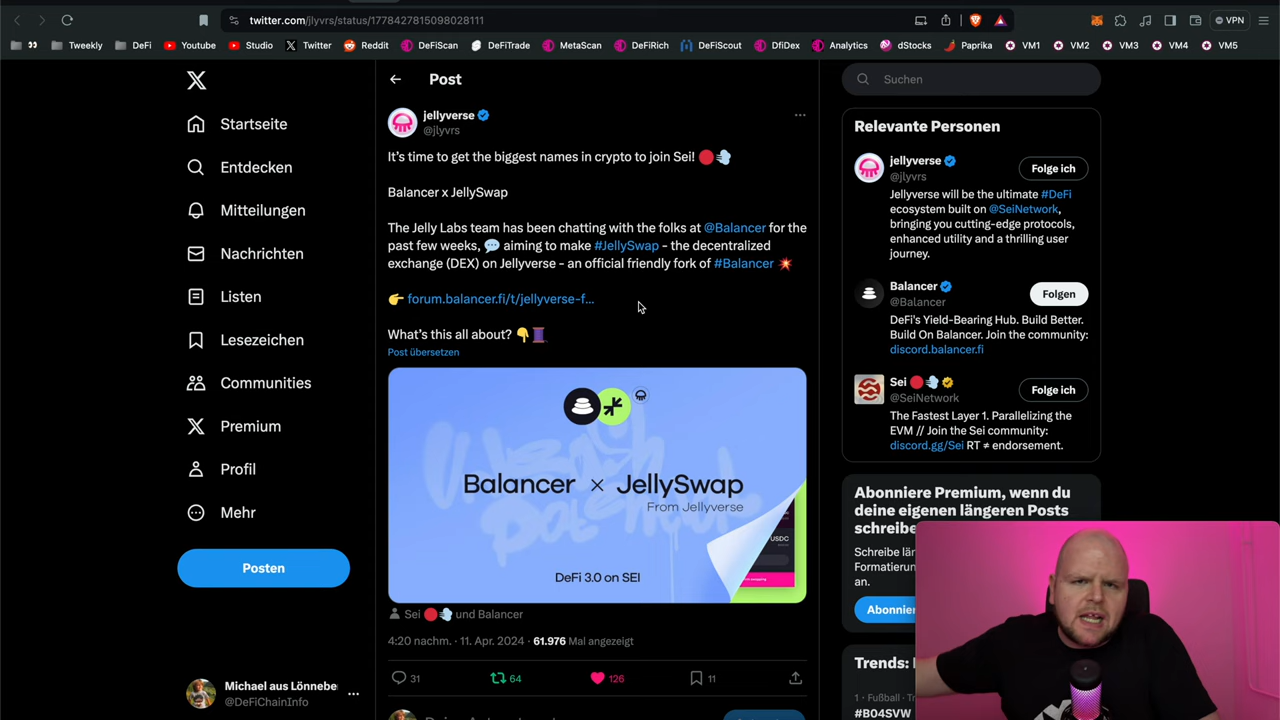 twitter.com/jlyvrs/status/1778427815098028111
VPN
Tweekly
DeFi
Youtube
Studio
Twitter
Reddit
DeFiScan
DeFiTrade
MetaScan
DeFiRich
DeFiScout
DfiDex
Analytics
dStocks
Paprika
VM1
VM2
VM3
VM4
VM5
Startseite
Entdecken
Mitteilungen
Nachrichten
Listen
Lesezeichen
Communities
Premium
Profil
Mehr
Posten
Michael aus Lönnebe
@DeFiChainInfo
Post
jellyverse
@jlyvrs
It’s time to get the biggest names in crypto to join Sei! 🔴💨
Balancer x JellySwap
The Jelly Labs team has been chatting with the folks at @Balancer for the
past few weeks, 💬 aiming to make #JellySwap - the decentralized
exchange (DEX) on Jellyverse - an official friendly fork of #Balancer 💥
👉 forum.balancer.fi/t/jellyverse-f...
What’s this all about? 👇🧵
Post übersetzen
Balancer × JellySwap
From Jellyverse
USDC
DeFi 3.0 on SEI
Sei 🔴💨 und Balancer
4:20 nachm. · 11. Apr. 2024 · 61.976 Mal angezeigt
31
64
126
11
Suchen
Relevante Personen
jellyverse
@jlyvrs
Folge ich
Jellyverse will be the ultimate #DeFi
ecosystem built on @SeiNetwork,
bringing you cutting-edge protocols,
enhanced utility and a thrilling user
journey.
Balancer
@Balancer
Folgen
DeFi's Yield-Bearing Hub. Build Better.
Build On Balancer. Join the community:
discord.balancer.fi
Sei 🔴💨
@SeiNetwork
Folge ich
The Fastest Layer 1. Parallelizing the
EVM // Join the Sei community:
discord.gg/Sei RT ≠ endorsement.
Abonniere Premium, wenn du
deine eigenen längeren Posts
schreibe
Schreibe lä
Formatierun
an.
Abonnier
Trends:
1 · Fußball · Tr
#B04SVW